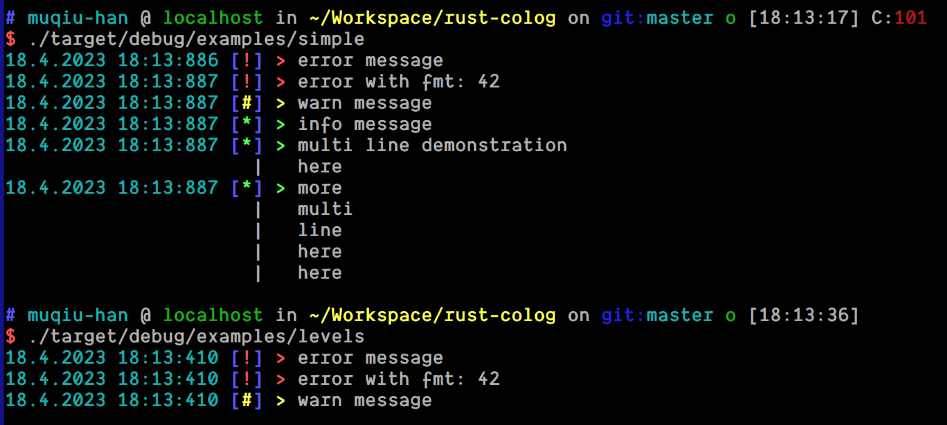 # muqiu-han @ localhost in ~/Workspace/rust-colog on git:master o [18:13:17] C:101
$ ./target/debug/examples/simple
18.4.2023 18:13:886 [!] > error message
18.4.2023 18:13:887 [!] > error with fmt: 42
18.4.2023 18:13:887 [#] > warn message
18.4.2023 18:13:887 [*] > info message
18.4.2023 18:13:887 [*] > multi line demonstration
| here
18.4.2023 18:13:887 [*] > more
| multi
| line
| here
| here
# muqiu-han @ localhost in ~/Workspace/rust-colog on git:master o [18:13:36]
$ ./target/debug/examples/levels
18.4.2023 18:13:410 [!] > error message
18.4.2023 18:13:410 [!] > error with fmt: 42
18.4.2023 18:13:410 [#] > warn message